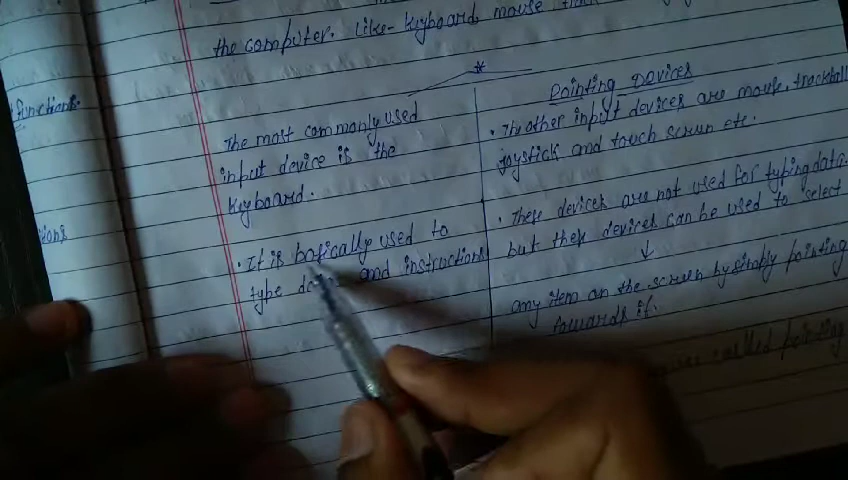 the computer. Like- keyboard mouse track
*
functions
tions
The most commonly used
input device is the
keyboard.
• It is basically used to
type and instructions
Pointing Devices
• The other input devices are mouse, trackball
joystick and touch screen etc.
• These devices are not used for typing data.
but these devices can be used to select
↓
any item on the screen by simply pointing
towards it.
called pointing